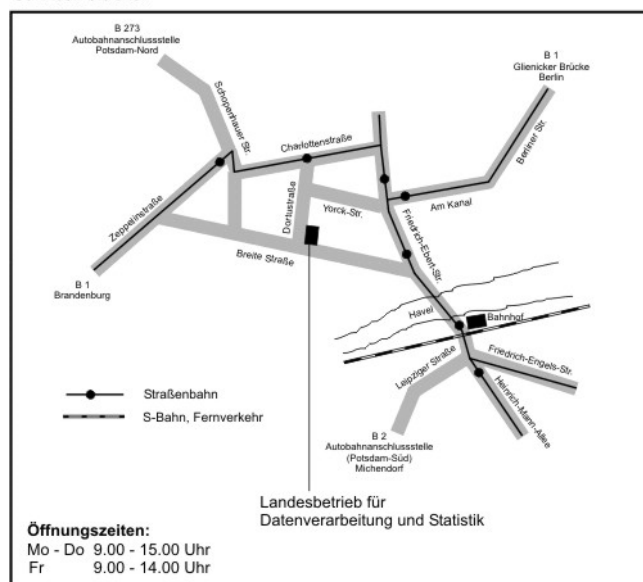 B 273
Autobahnanschlussstelle
Potsdam-Nord
B 1
Glienicker Brücke
Berlin
Schopenhauer Str.
Charlottenstraße
Berliner Str.
Zeppelinstraße
Dortustraße
Yorck-Str.
Am Kanal
Friedrich-Ebert-Str.
Breite Straße
B 1
Brandenburg
Havel
Bahnhof
Leipziger Straße
Friedrich-Engels-Str.
Heinrich-Mann-Allee
Straßenbahn
S-Bahn, Fernverkehr
B 2
Autobahnanschlussstelle
(Potsdam-Süd)
Michendorf
Landesbetrieb für
Datenverarbeitung und Statistik
Öffnungszeiten:
Mo - Do 9.00 - 15.00 Uhr
Fr 9.00 - 14.00 Uhr